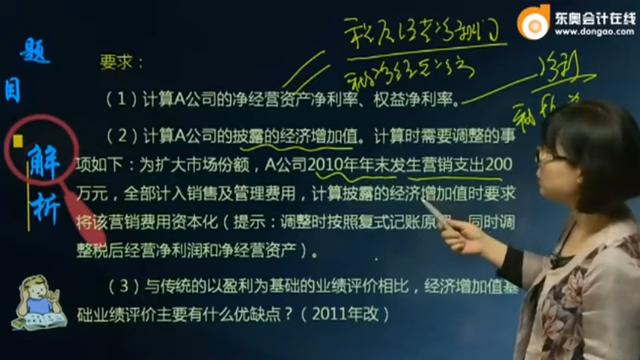 东奥会计在线
www.dongao.com
题目解析
税后经营净利润
净利
要求：
（1）计算A公司的净经营资产净利率、权益净利率。
（2）计算A公司的披露的经济增加值。计算时需要调整的事
项如下：为扩大市场份额，A公司2010年年末发生营销支出200
万元，全部计入销售及管理费用，计算披露的经济增加值时要求
将该营销费用资本化（提示：调整时按照复式记账原理，同时调
整税后经营净利润和净经营资产）。
（3）与传统的以盈利为基础的业绩评价相比，经济增加值基
础业绩评价主要有什么优缺点？（2011年改）